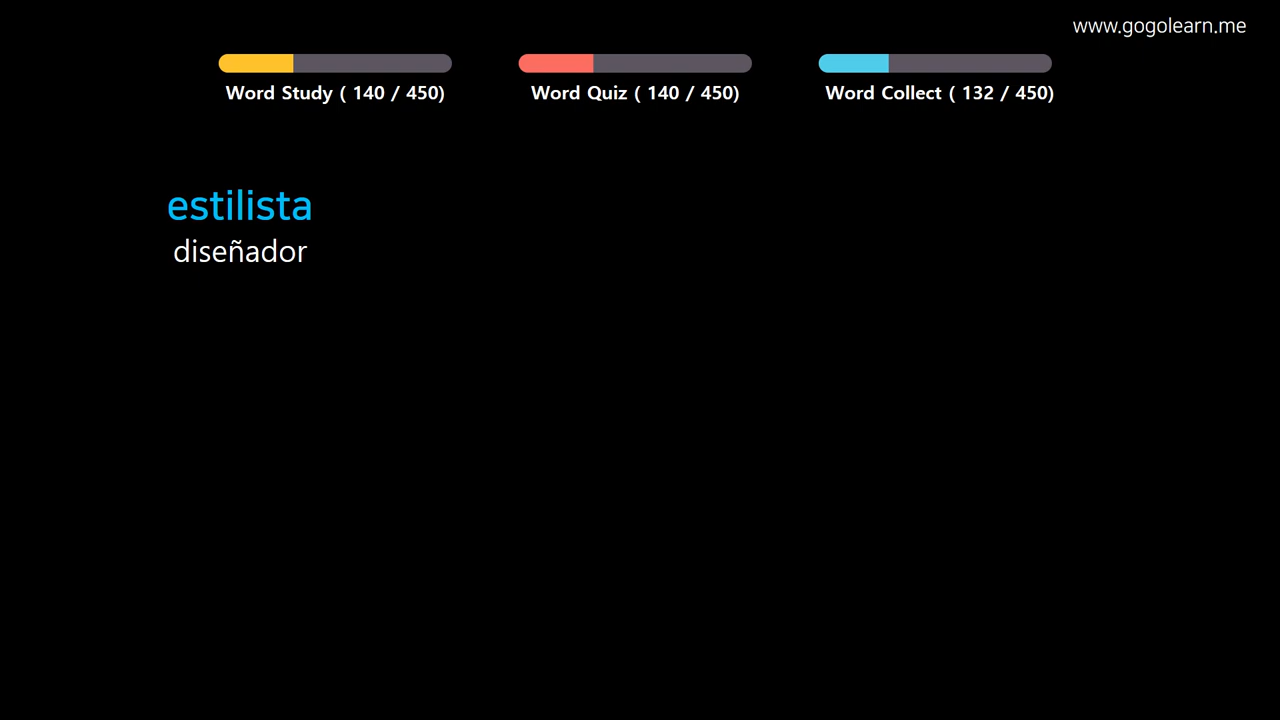 www.gogolearn.me
Word Study ( 140 / 450)
Word Quiz ( 140 / 450)
Word Collect ( 132 / 450)
estilista
diseñador